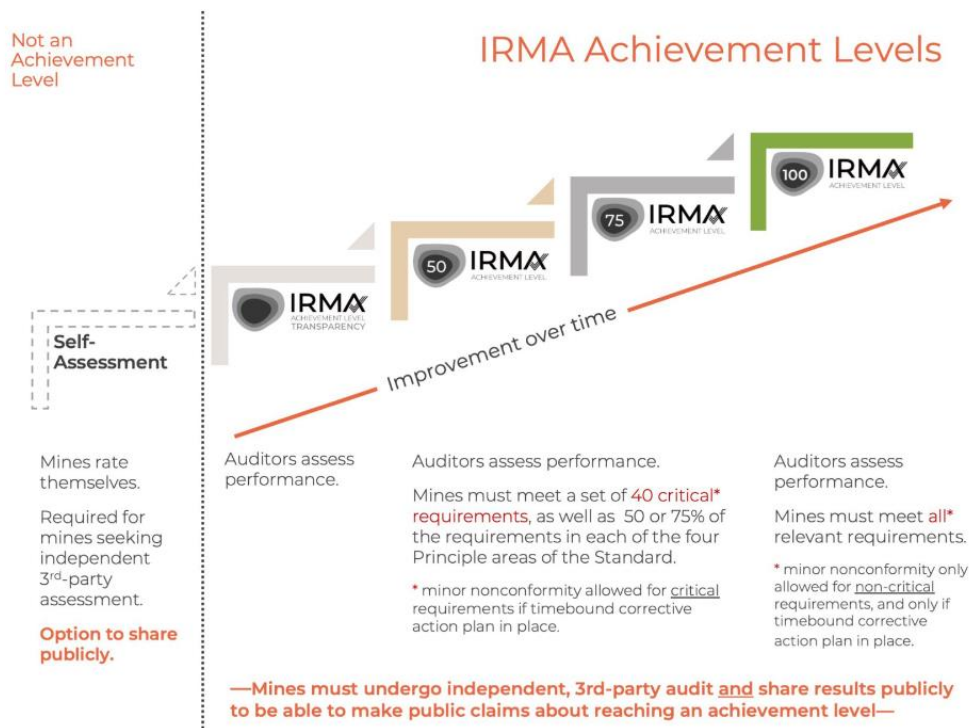 Not an
Achievement
Level
IRMA Achievement Levels
100 IRMA
ACHIEVEMENT LEVEL
75 IRMA
ACHIEVEMENT LEVEL
50 IRMA
ACHIEVEMENT LEVEL
IRMA
ACHIEVEMENT LEVEL
TRANSPARENCY
Self-
Assessment
Improvement over time
Mines rate
themselves.
Required for
mines seeking
independent
3rd-party
assessment.
Option to share
publicly.
Auditors assess
performance.
Auditors assess performance.
Mines must meet a set of 40 critical*
requirements, as well as 50 or 75% of
the requirements in each of the four
Principle areas of the Standard.
* minor nonconformity allowed for critical
requirements if timebound corrective
action plan in place.
Auditors assess
performance.
Mines must meet all*
relevant requirements.
* minor nonconformity only
allowed for non-critical
requirements, and only if
timebound corrective
action plan in place.
—Mines must undergo independent, 3rd-party audit and share results publicly
to be able to make public claims about reaching an achievement level—